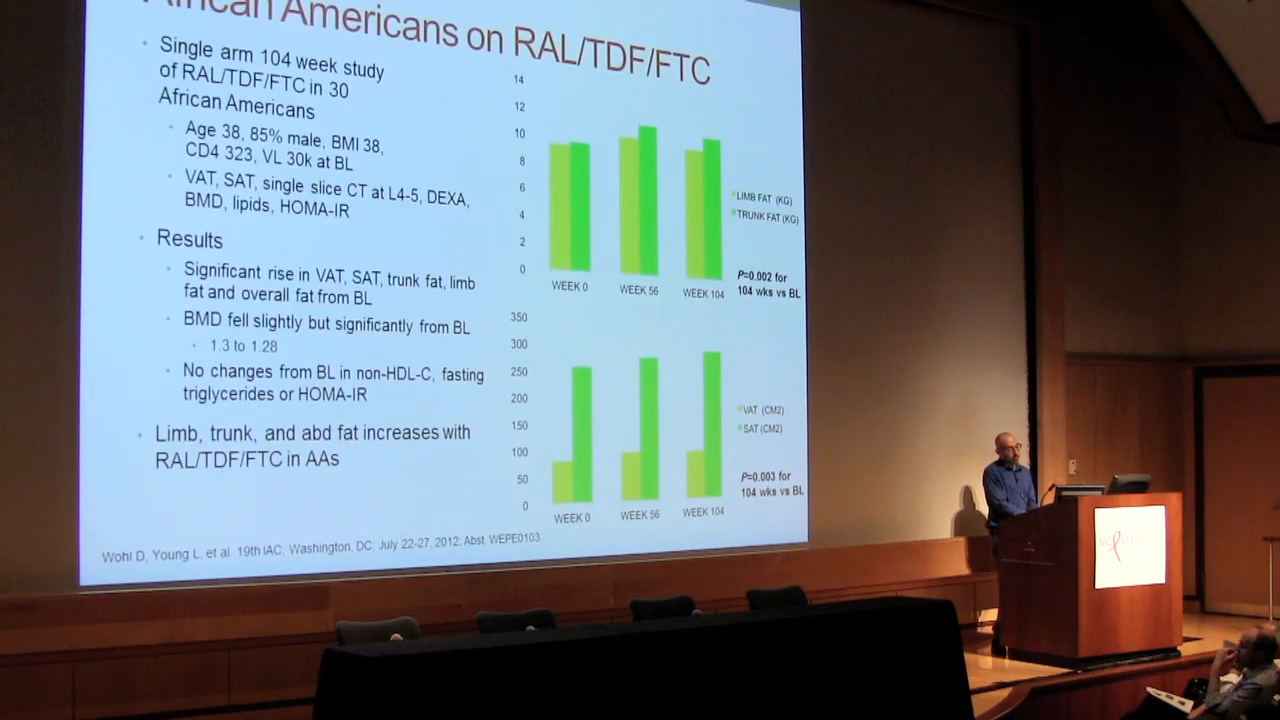 African Americans on RAL/TDF/FTC
Single arm 104 week study
of RAL/TDF/FTC in 30
African Americans
Age 38, 85% male, BMI 38,
CD4 323, VL 30k at BL
VAT, SAT, single slice CT at L4-5, DEXA,
BMD, lipids, HOMA-IR
Results
Significant rise in VAT, SAT, trunk fat, limb
fat and overall fat from BL
BMD fell slightly but significantly from BL
1.3 to 1.28
No changes from BL in non-HDL-C, fasting
triglycerides or HOMA-IR
Limb, trunk, and abd fat increases with
RAL/TDF/FTC in AAs
14
12
10
8
6
4
2
0
WEEK 0
WEEK 56
WEEK 104
LIMB FAT (KG)
TRUNK FAT (KG)
P=0.002 for
104 wks vs BL
350
300
250
200
150
100
50
0
WEEK 0
WEEK 56
WEEK 104
VAT (CM2)
SAT (CM2)
P=0.003 for
104 wks vs BL
Wohl D, Young L, et al. 19th IAC, Washington, DC, July 22-27, 2012; Abst. WEPE0103